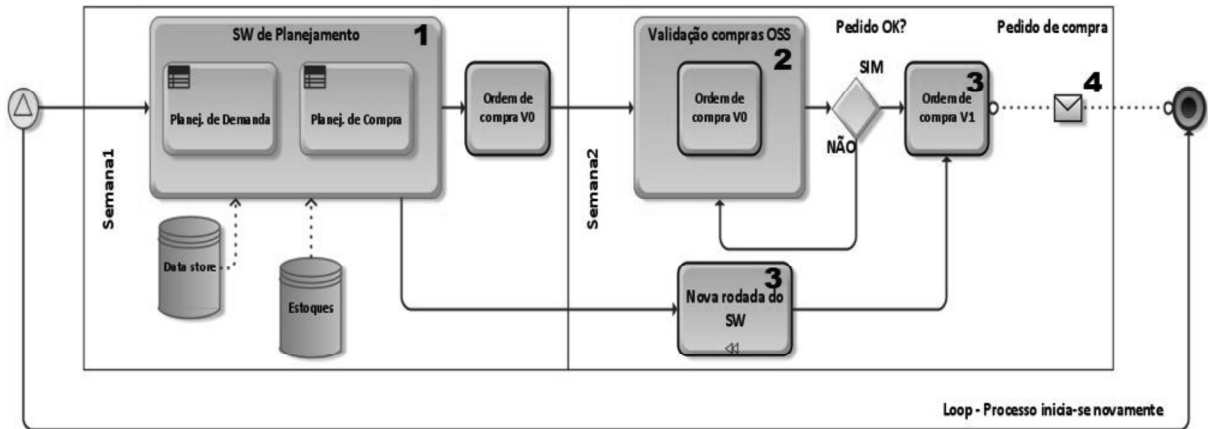 SW de Planejamento
1
Planej. de Demanda
Planej. de Compra
Ordem de
compra V0
Semana1
Data store
Estoques
Validação compras OSS
2
Ordem de
compra V0
Semana2
Pedido OK?
SIM
NÃO
3
Ordem de
compra V1
Pedido de compra
4
3
Nova rodada do
SW
Loop - Processo inicia-se novamente